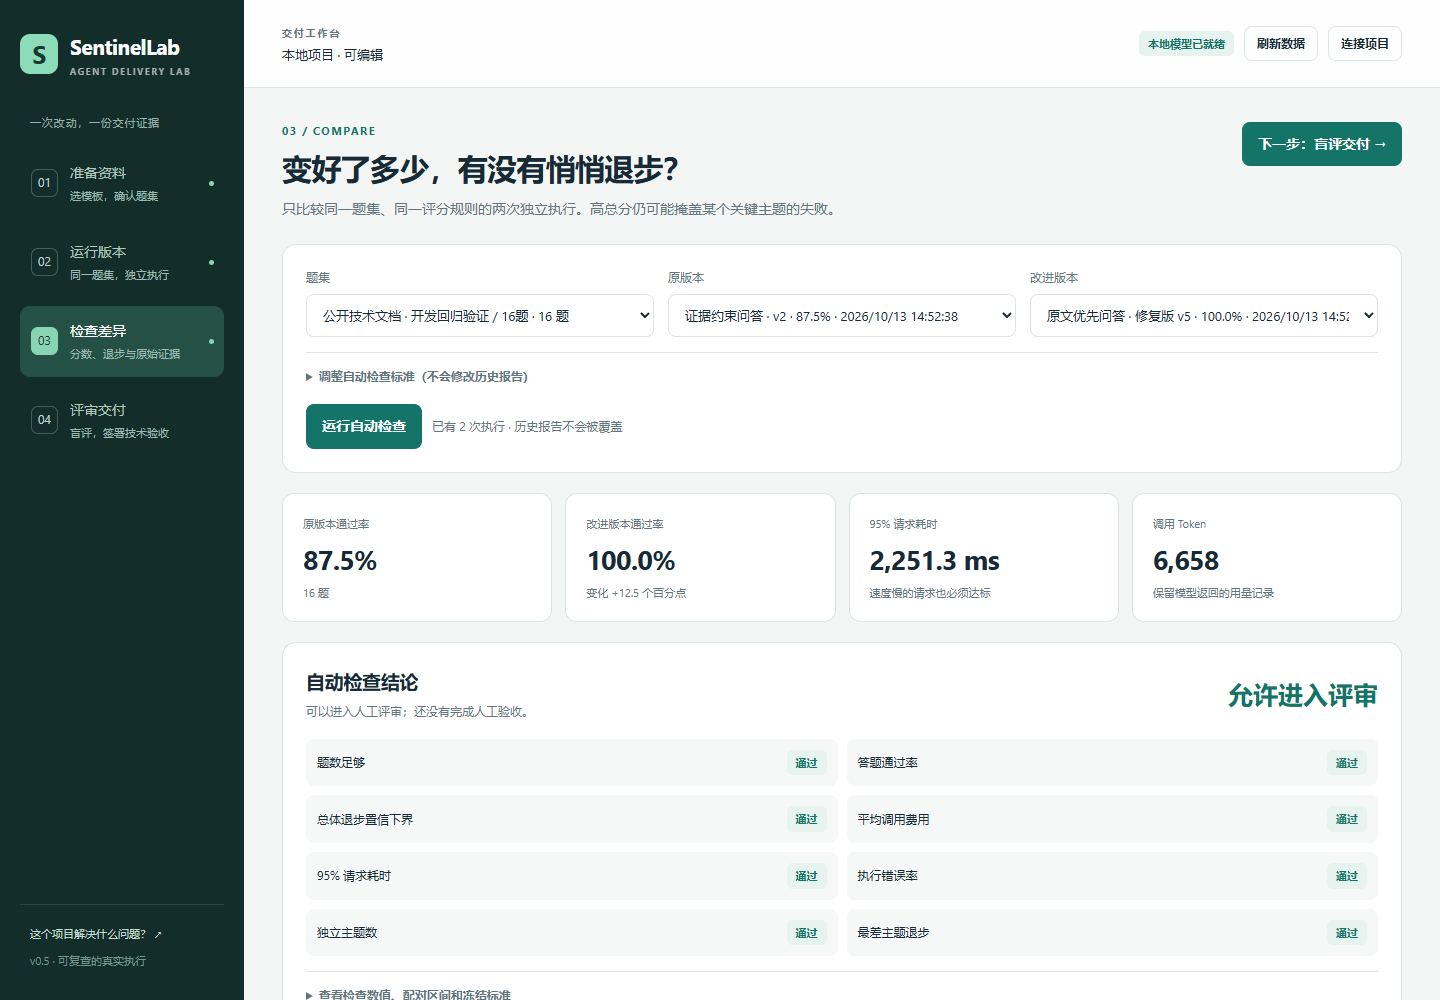 S
SentinelLab
AGENT DELIVERY LAB
一次改动，一份交付证据
01
准备资料
选模板，确认题集
02
运行版本
同一题集，独立执行
03
检查差异
分数、退步与原始证据
04
评审交付
盲评，签署技术验收
这个项目解决什么问题？ ↗
v0.5 · 可复查的真实执行
交付工作台
本地项目 · 可编辑
本地模型已就绪
刷新数据
连接项目
03 / COMPARE
变好了多少，有没有悄悄退步？
只比较同一题集、同一评分规则的两次独立执行。高总分仍可能掩盖某个关键主题的失败。
下一步：盲评交付 →
题集
公开技术文档 · 开发回归验证 / 16题 · 16 题
原版本
证据约束问答 · v2 · 87.5% · 2026/10/13 14:52:38
改进版本
原文优先问答 · 修复版 v5 · 100.0% · 2026/10/13 14:52
▶ 调整自动检查标准（不会修改历史报告）
运行自动检查
已有 2 次执行 · 历史报告不会被覆盖
原版本通过率
87.5%
16 题
改进版本通过率
100.0%
变化 +12.5 个百分点
95% 请求耗时
2,251.3 ms
速度慢的请求也必须达标
调用 Token
6,658
保留模型返回的用量记录
自动检查结论
可以进入人工评审；还没有完成人工验收。
允许进入评审
题数足够
通过
答题通过率
通过
总体退步置信下界
通过
平均调用费用
通过
95% 请求耗时
通过
执行错误率
通过
独立主题数
通过
最差主题退步
通过
▶ 查看检查数值、配对区间和冻结标准